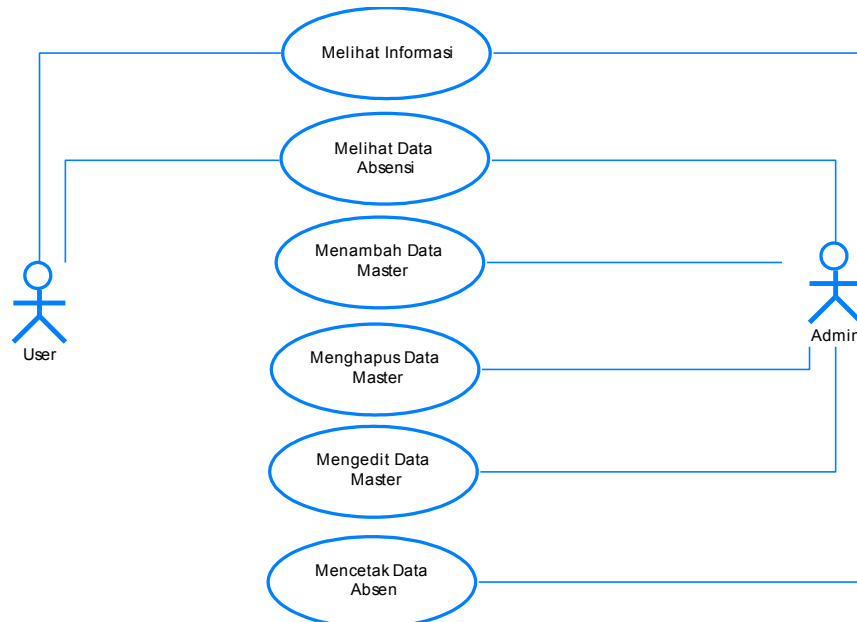 Melihat Informasi
Melihat Data
Absensi
Menambah Data
Master
User
Admin
Menghapus Data
Master
Mengedit Data
Master
Mencetak Data
Absen